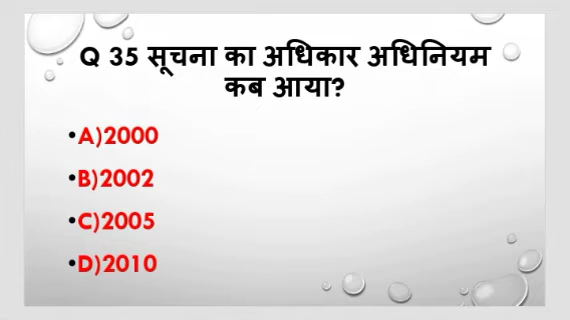 Q 35 सूचना का अधिकार अधिनियम
कब आया?
•A)2000
•B)2002
•C)2005
•D)2010